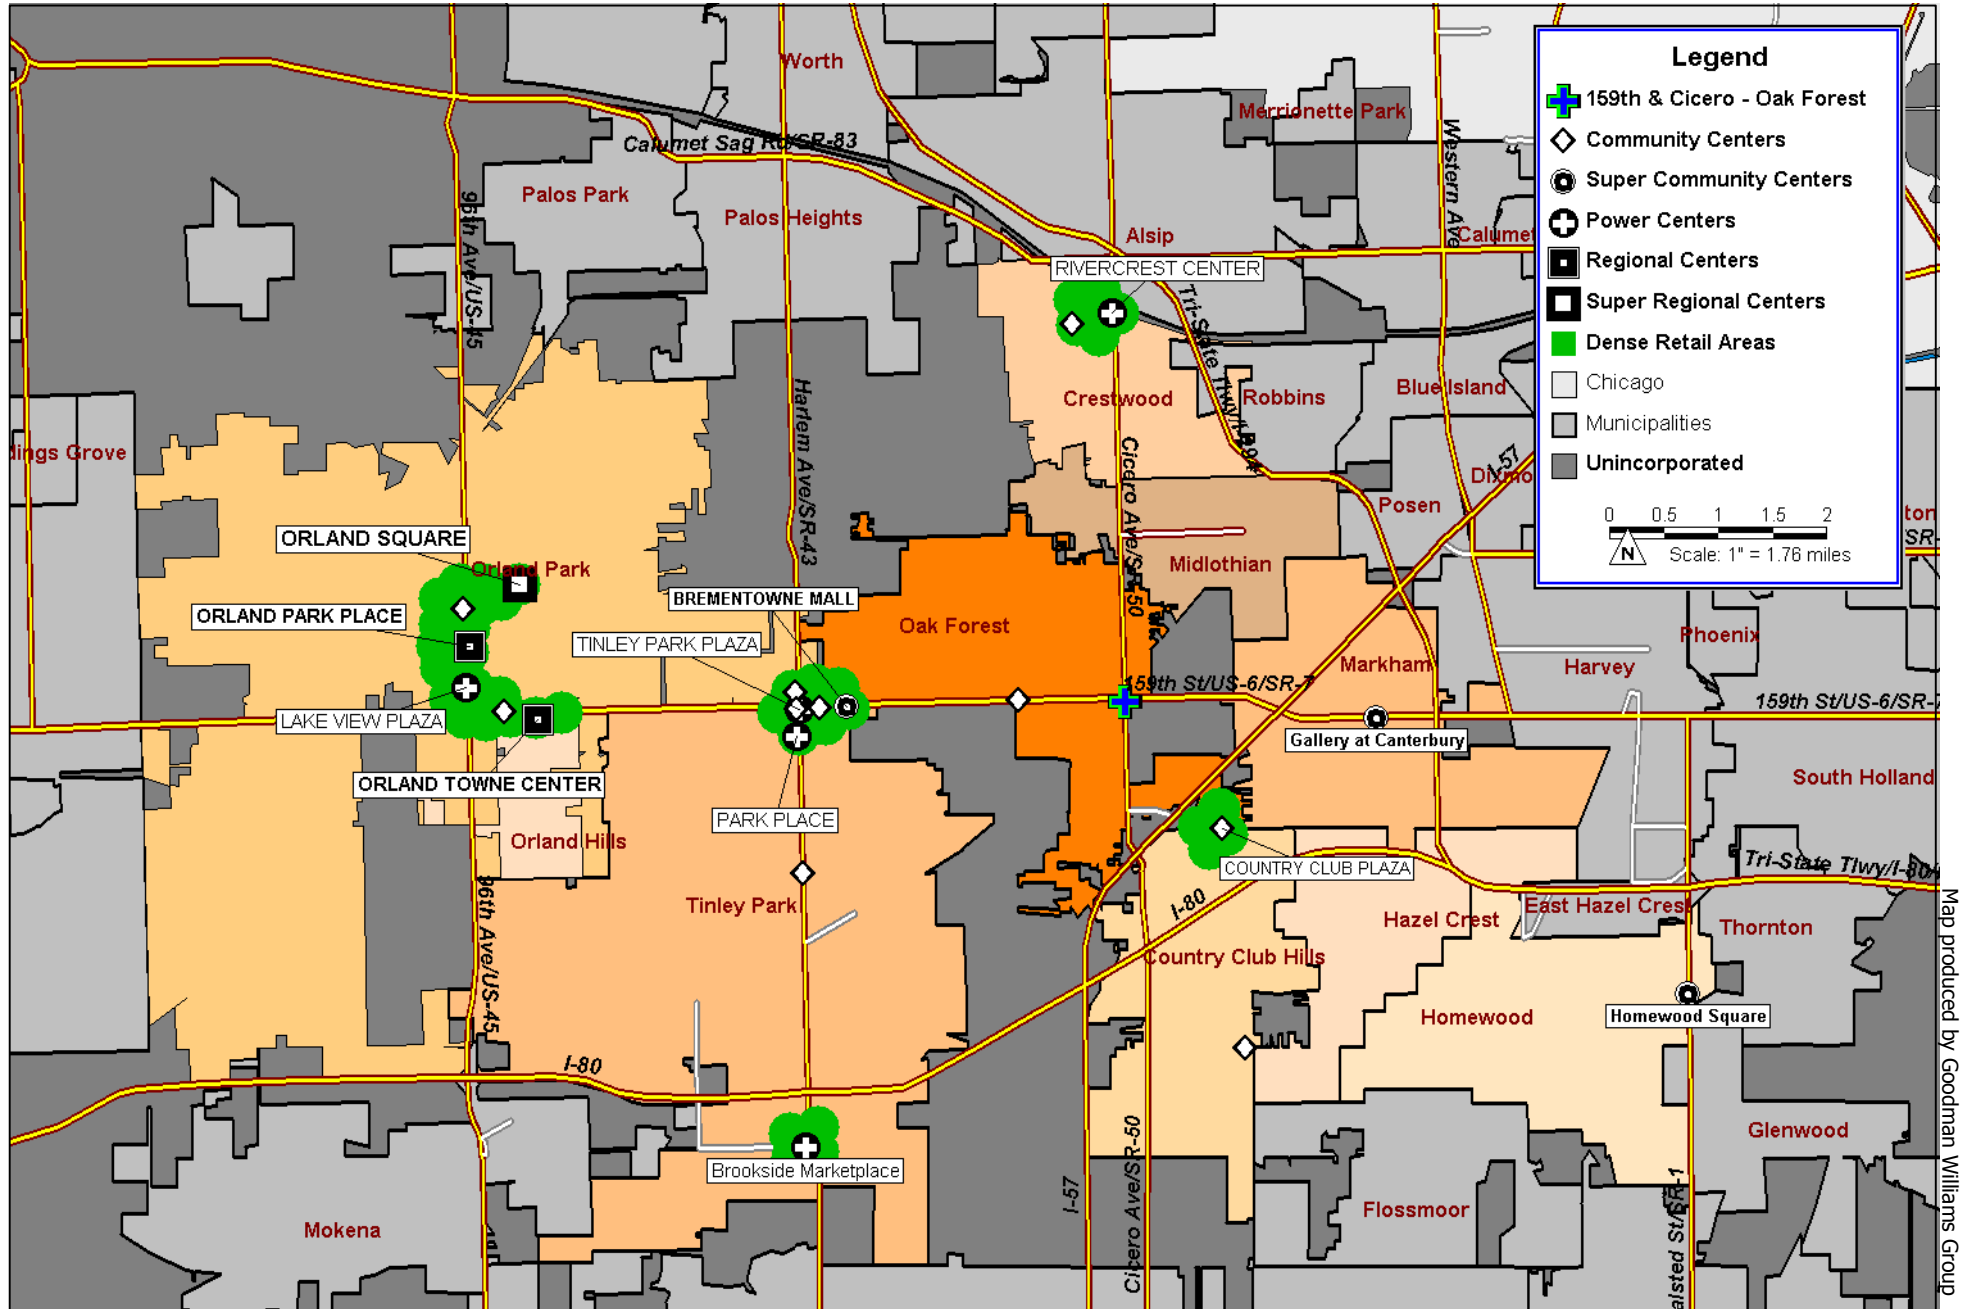 Worth
Merrionette Park
Calumet Sag Rd/SR-83
Western Ave
Palos Park
96th Ave/US-45
Palos Heights
Alsip
Calumet
RIVERCREST CENTER
Tri-State Tlwy/I-294
Harlem Ave/SR-43
Crestwood
Robbins
Blue Island
dings Grove
Cicero Ave/SR-50
I-57
Posen
ORLAND SQUARE
Orland Park
Midlothian
BREMENTOWNE MALL
ORLAND PARK PLACE
Oak Forest
TINLEY PARK PLAZA
Phoenix
Markham
Harvey
159th St/US-6/SR-7
159th St/US-6/SR-7
LAKE VIEW PLAZA
Gallery at Canterbury
ORLAND TOWNE CENTER
South Holland
PARK PLACE
Orland Hills
COUNTRY CLUB PLAZA
Tri-State Tlwy/I-80/
96th Ave/US-45
Tinley Park
I-80
Hazel Crest
East Hazel Crest
Thornton
Country Club Hills
Homewood
Homewood Square
I-80
Brookside Marketplace
Glenwood
Mokena
I-57
Cicero Ave/SR-50
Flossmoor
alsted St/SR-1
Legend
159th & Cicero - Oak Forest
Community Centers
Super Community Centers
Power Centers
Regional Centers
Super Regional Centers
Dense Retail Areas
Chicago
Municipalities
Unincorporated
0 0.5 1 1.5 2
N
Scale: 1" = 1.76 miles
Dixmo
ton
SR-
Map produced by Goodman Williams Group